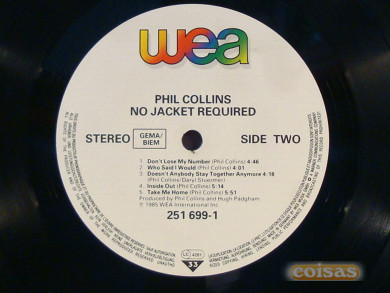 wea
PHIL COLLINS
NO JACKET REQUIRED
STEREO GEMA/BIEM SIDE TWO
1 Don't Lose My Number (Phil Collins) 4:46
2 Who Said I Would (Phil Collins) 4:01
3 Doesn't Anybody Stay Together Anymore 4:18
(Phil Collins/Daryl Stuermer)
4 Inside Out (Phil Collins) 5:14
5 Take Me Home (Phil Collins) 5:51
Produced by Phil Collins and Hugh Padgham
℗ 1985 WEA International Inc.
251 699-1
LC 4281
33
coisas